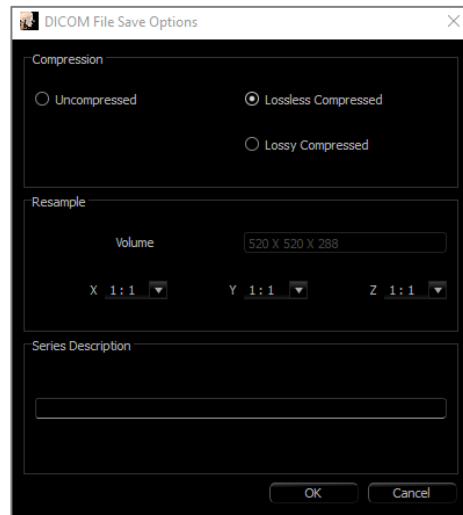 DICOM File Save Options
Compression
Uncompressed
Lossless Compressed
Lossy Compressed
Resample
Volume 520 X 520 X 288
X 1:1 Y 1:1 Z 1:1
Series Description
OK Cancel